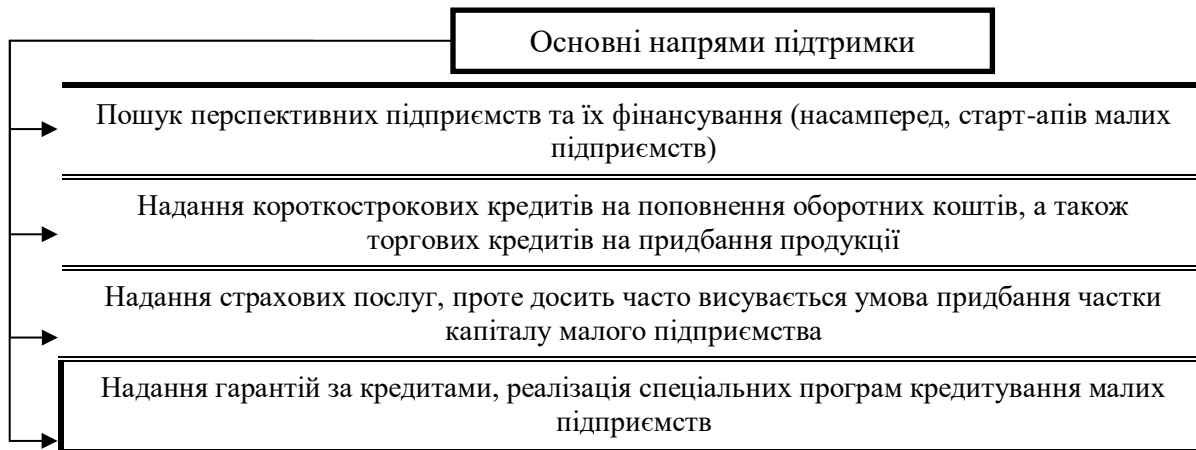 Основні напрями підтримки
Пошук перспективних підприємств та їх фінансування (насамперед, старт-апів малих
підприємств)
Надання короткострокових кредитів на поповнення оборотних коштів, а також
торгових кредитів на придбання продукції
Надання страхових послуг, проте досить часто висувається умова придбання частки
капіталу малого підприємства
Надання гарантій за кредитами, реалізація спеціальних програм кредитування малих
підприємств